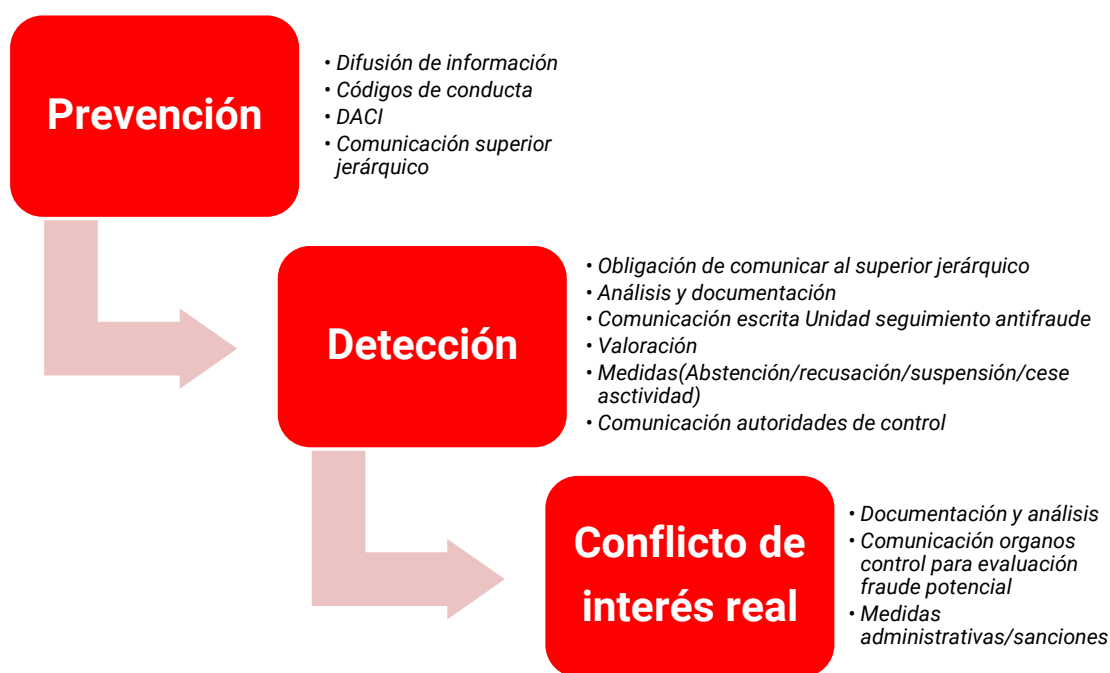 Prevención
• Difusión de información
• Códigos de conducta
• DACI
• Comunicación superior
jerárquico
Detección
• Obligación de comunicar al superior jerárquico
• Análisis y documentación
• Comunicación escrita Unidad seguimiento antifraude
• Valoración
• Medidas(Abstención/recusación/suspensión/cese
asctividad)
• Comunicación autoridades de control
Conflicto de
interés real
• Documentación y análisis
• Comunicación organos
control para evaluación
fraude potencial
• Medidas
administrativas/sanciones